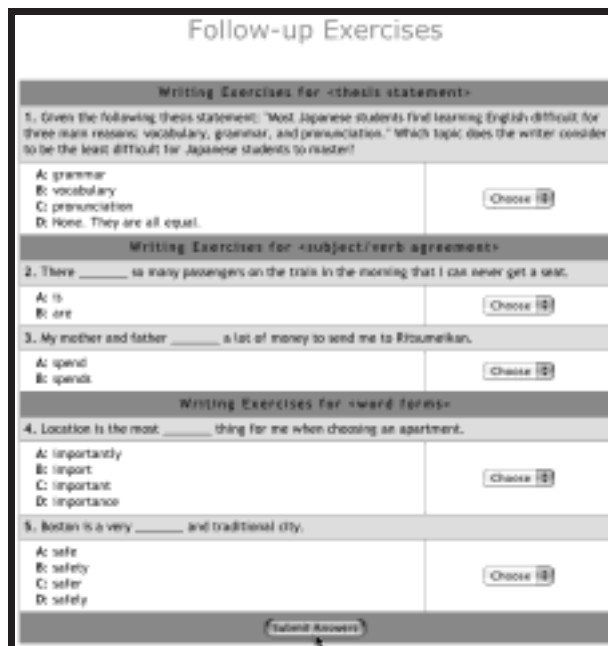 Follow-up Exercises
Writing Exercises for <thesis statement>
1. Given the following thesis statement: "Most Japanese students find learning English difficult for
three main reasons: vocabulary, grammar, and pronunciation." Which topic does the writer consider
to be the least difficult for Japanese students to master?
A: grammar
B: vocabulary
C: pronunciation
D: None. They are all equal.
Choose
Writing Exercises for <subject/verb agreement>
2. There _______ so many passengers on the train in the morning that I can never get a seat.
A: is
B: are
Choose
3. My mother and father _______ a lot of money to send me to Ritsumeikan.
A: spend
B: spends
Choose
Writing Exercises for <word forms>
4. Location is the most _______ thing for me when choosing an apartment.
A: importantly
B: import
C: important
D: importance
Choose
5. Boston is a very _______ and traditional city.
A: safe
B: safety
C: safer
D: safely
Choose
Submit Answers